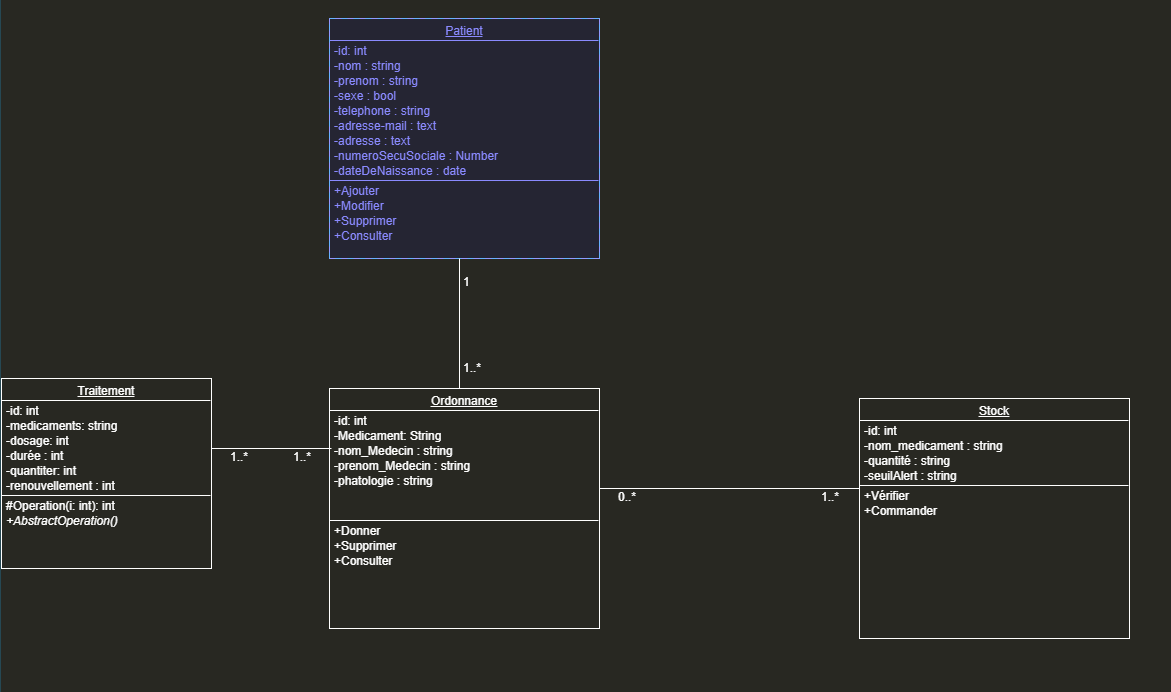 Patient
-id: int
-nom : string
-prenom : string
-sexe : bool
-telephone : string
-adresse-mail : text
-adresse : text
-numeroSecuSociale : Number
-dateDeNaissance : date
+Ajouter
+Modifier
+Supprimer
+Consulter
1
1..*
Traitement
-id: int
-medicaments: string
-dosage: int
-durée : int
-quantiter: int
-renouvellement : int
#Operation(i: int): int
+AbstractOperation()
1..*
1..*
Ordonnance
-id: int
-Medicament: String
-nom_Medecin : string
-prenom_Medecin : string
-phatologie : string
+Donner
+Supprimer
+Consulter
0..*
1..*
Stock
-id: int
-nom_medicament : string
-quantité : string
-seuilAlert : string
+Vérifier
+Commander